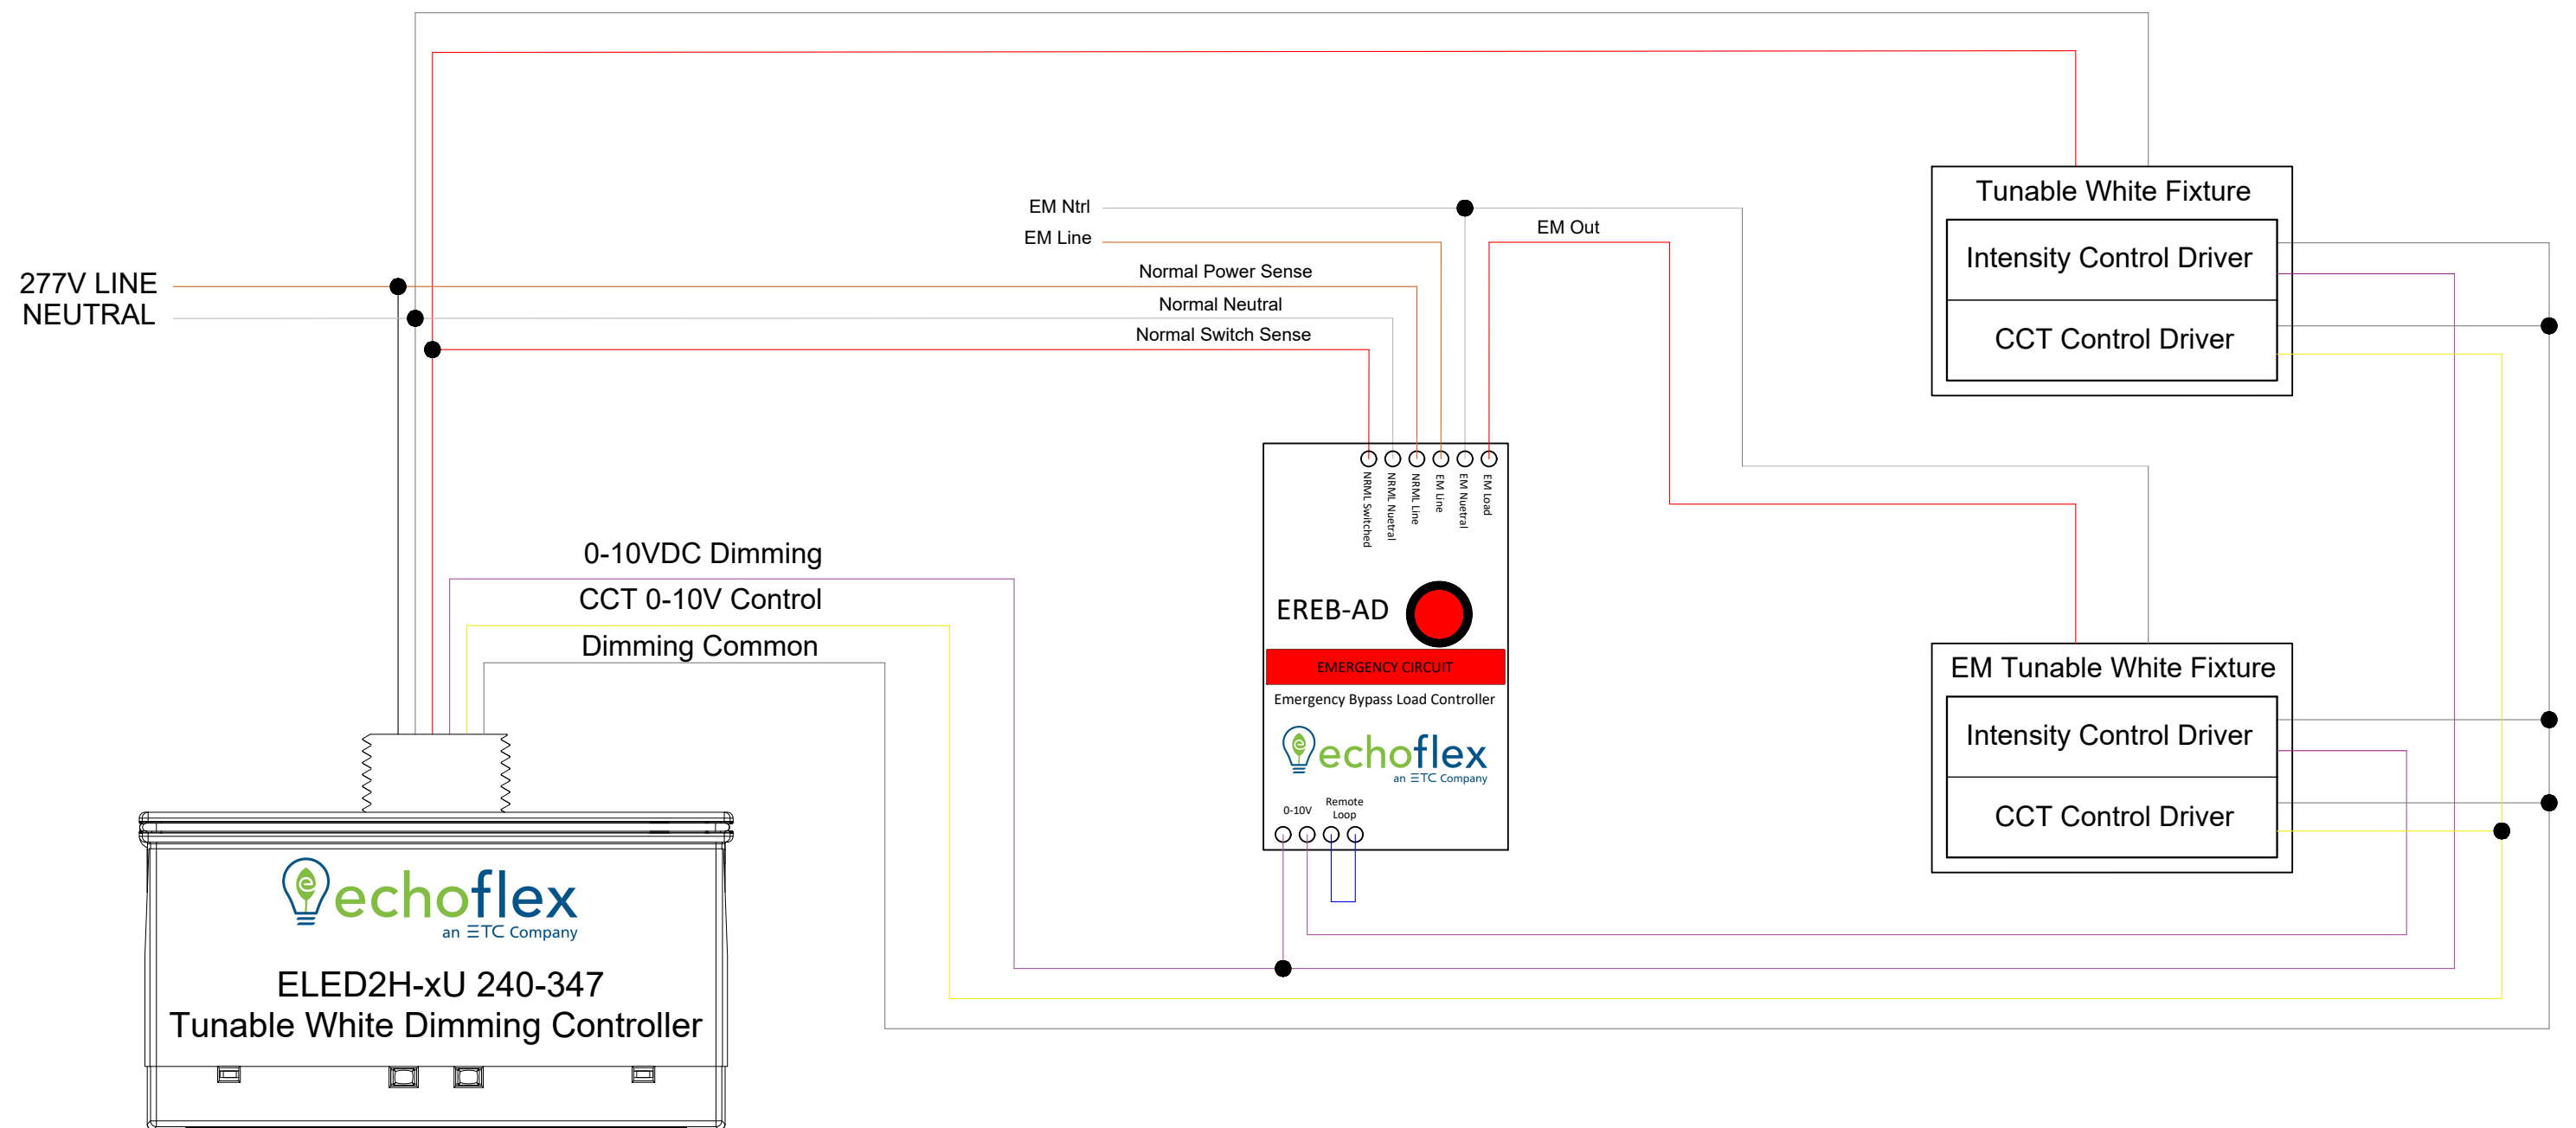 EM Ntrl
EM Line
EM Out
277V LINE
NEUTRAL
Normal Power Sense
Normal Neutral
Normal Switch Sense
Tunable White Fixture
Intensity Control Driver
CCT Control Driver
NRML Switched
NRML Nuetral
NRML Line
EM Line
EM Nuetral
EM Load
0-10VDC Dimming
CCT 0-10V Control
Dimming Common
EREB-AD
EMERGENCY CIRCUIT
Emergency Bypass Load Controller
e
echoflex
an ETC Company
0-10V
Remote
Loop
EM Tunable White Fixture
Intensity Control Driver
CCT Control Driver
e
echoflex
an ETC Company
ELED2H-xU 240-347
Tunable White Dimming Controller